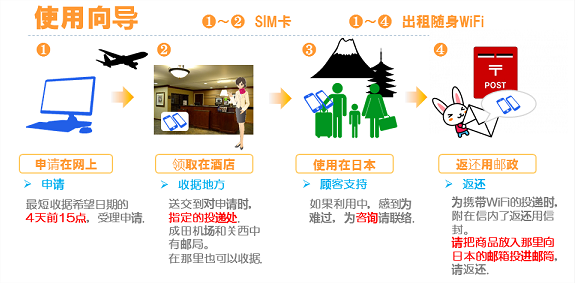 使用向导
❶～❷ SIM卡
❶～❹ 出租随身WiFi
❶
❷
❸
❹
POST
申请在网上
领取在酒店
使用在日本
返还用邮政
➢ 申请
最短收据希望日期的
4天前15点，受理申请.
➢ 收据地方
送交到对申请时，
指定的投递处.
成田机场和关西中
有邮局。
在那里也可以收据.
➢ 顾客支持
如果利用中，感到为
难过，为咨询请联络.
➢ 返还
为携带WiFi的投递时，
附在信内了返还用信
封。
请把商品放入那里向
日本的邮箱投进邮筒，
请返还.